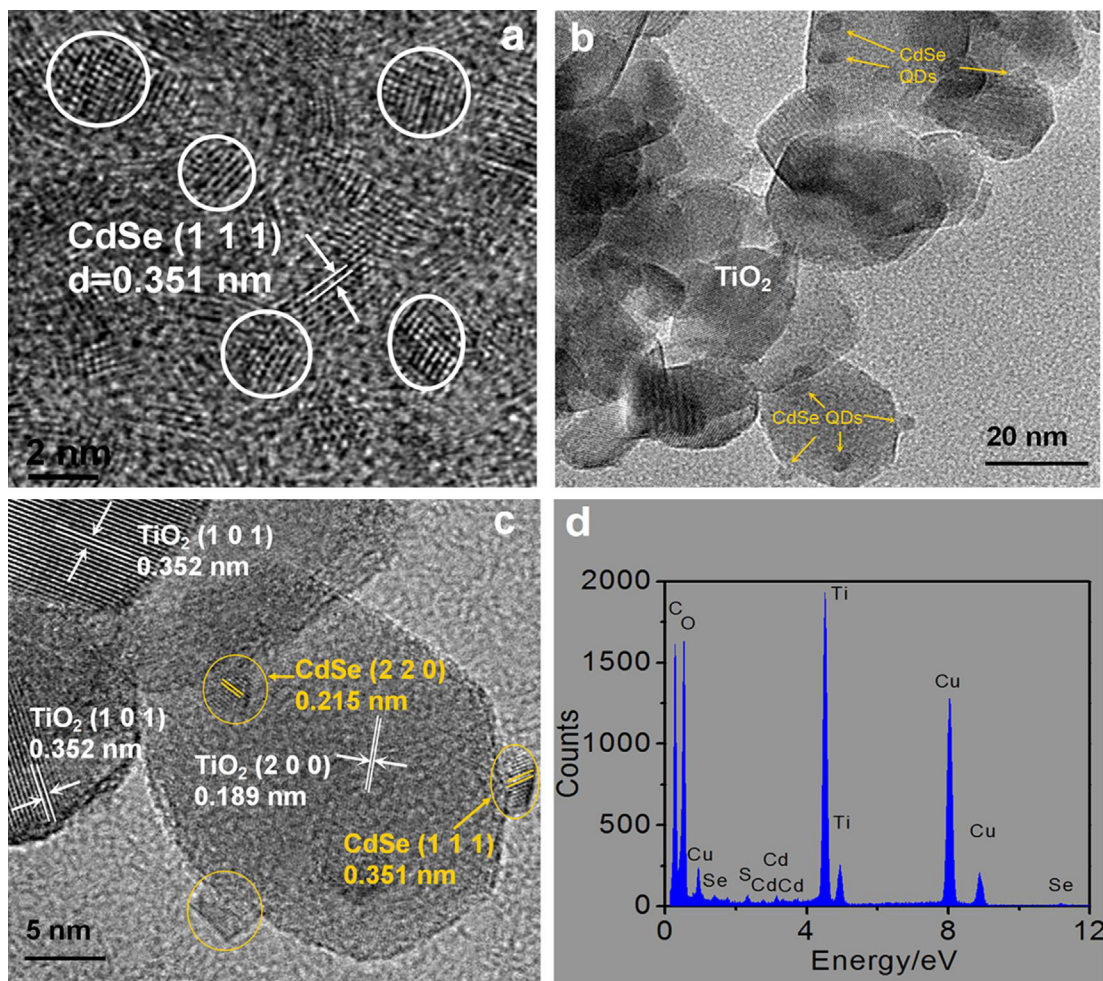 a
CdSe (1 1 1)
d=0.351 nm
2 nm
b
CdSe
QDs
TiO₂
CdSe QDs
20 nm
c
TiO₂ (1 0 1)
0.352 nm
CdSe (2 2 0)
0.215 nm
TiO₂ (1 0 1)
0.352 nm
TiO₂ (2 0 0)
0.189 nm
CdSe (1 1 1)
0.351 nm
5 nm
d
2000
1500
1000
500
0
Counts
C
O
Cu
Se
S
Cd
Cd
Cd
Ti
Ti
Cu
Cu
Se
0
4
8
12
Energy/eV